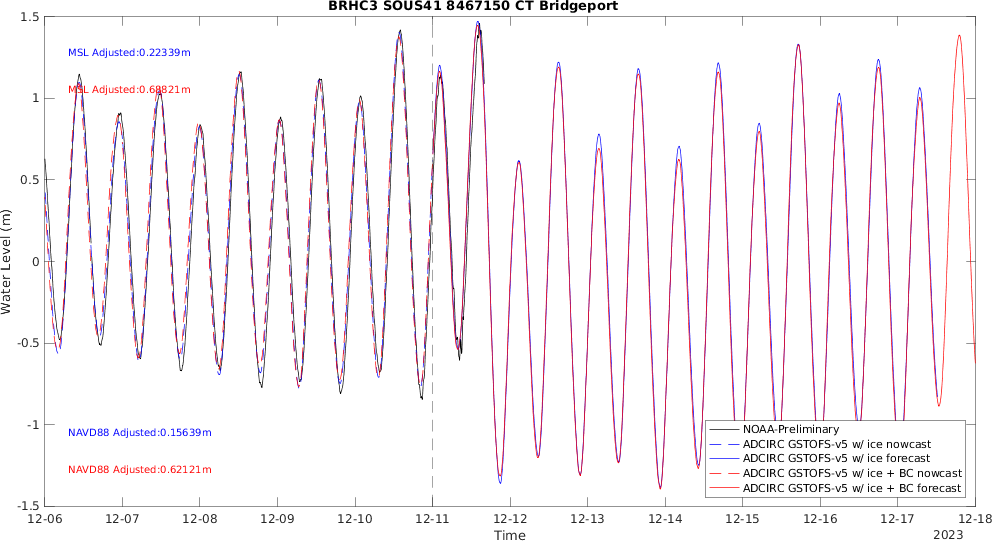 BRHC3 SOUS41 8467150 CT Bridgeport
1.5
1
0.5
0
-0.5
-1
-1.5
Water Level (m)
MSL Adjusted:0.22339m
MSL Adjusted:0.68821m
NAVD88 Adjusted:0.15639m
NAVD88 Adjusted:0.62121m
NOAA-Preliminary
ADCIRC GSTOFS-v5 w/ ice nowcast
ADCIRC GSTOFS-v5 w/ ice forecast
ADCIRC GSTOFS-v5 w/ ice + BC nowcast
ADCIRC GSTOFS-v5 w/ ice + BC forecast
12-06 12-07 12-08 12-09 12-10 12-11 12-12 12-13 12-14 12-15 12-16 12-17 12-18
Time
2023